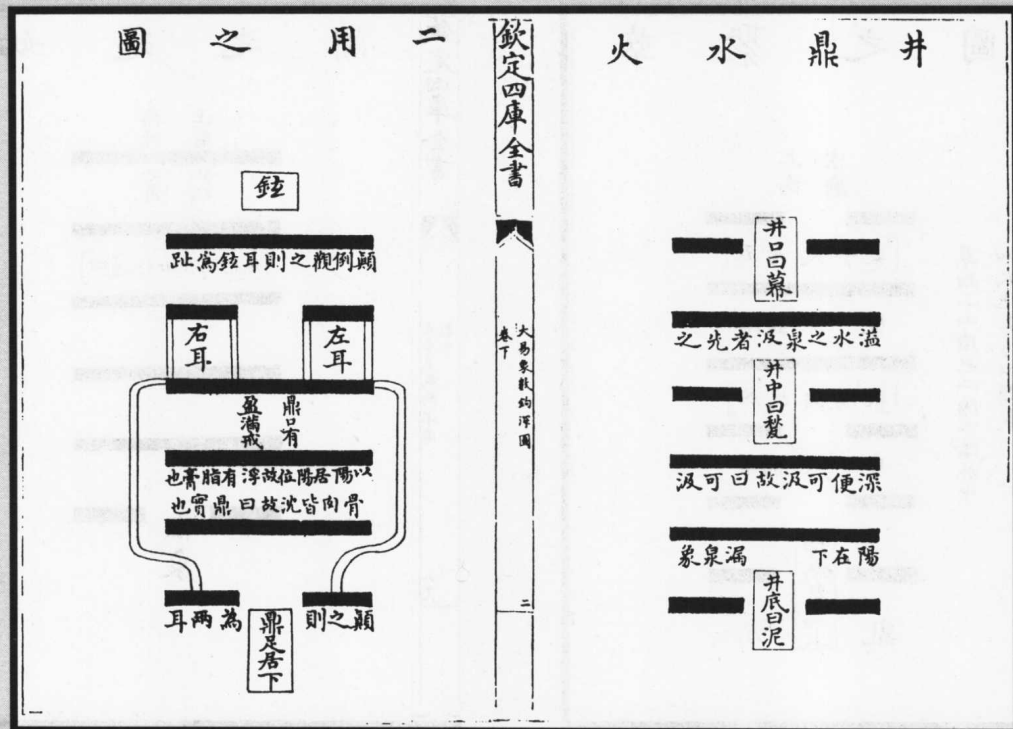 井鼎水火
井口曰幕
溢水之泉汲者先之
井中曰甃
深便可汲故曰可汲
陽在下　漏泉象
井底曰泥
欽定四庫全書
大易象數鈎深圖
卷下
二
二用之圖
鉉
顚倒觀之則耳鉉爲趾
左耳
右耳
鼎口有
盈滿戒
以陽居陽位故浮有脂膏也
骨肉皆沈故曰鼎實也
顚之則　為兩耳
鼎足居下